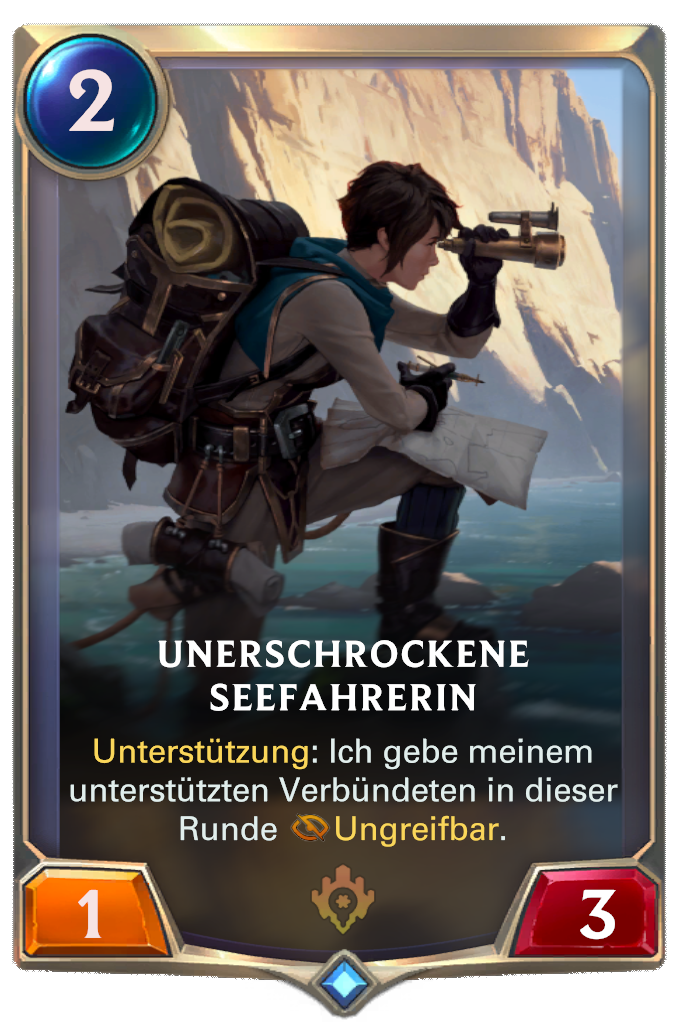 2
UNERSCHROCKENE
SEEFAHRERIN
Unterstützung: Ich gebe meinem
unterstützten Verbündeten in dieser
Runde Ungreifbar.
1
3